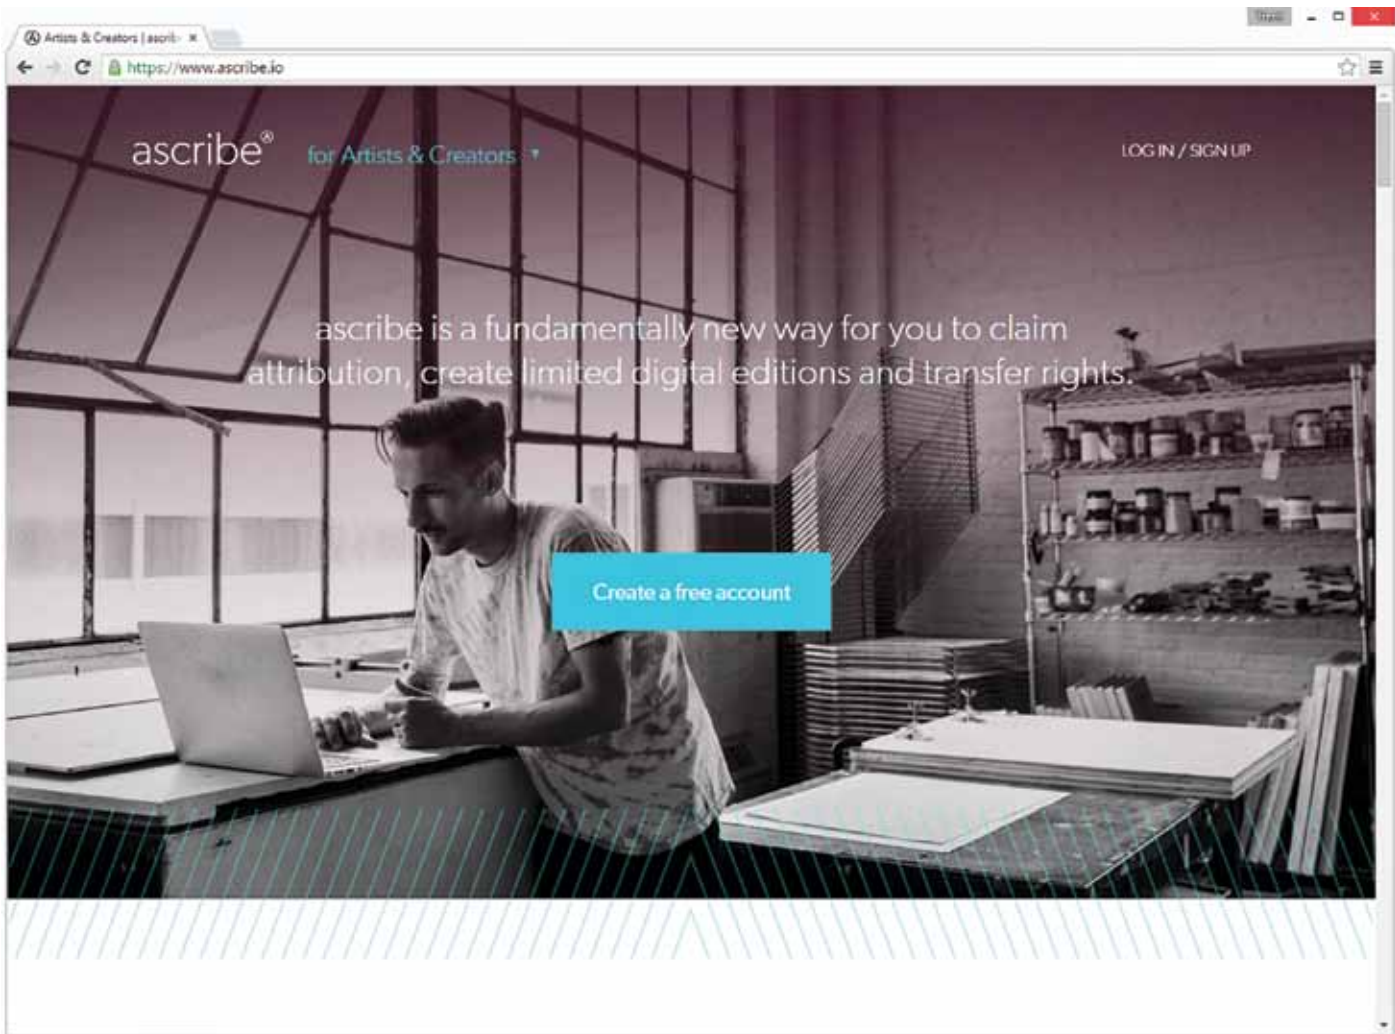 Artists & Creators | ascrib
https://www.ascribe.io
ascribe®
for Artists & Creators
LOG IN / SIGN UP
ascribe is a fundamentally new way for you to claim
attribution, create limited digital editions and transfer rights.
Create a free account